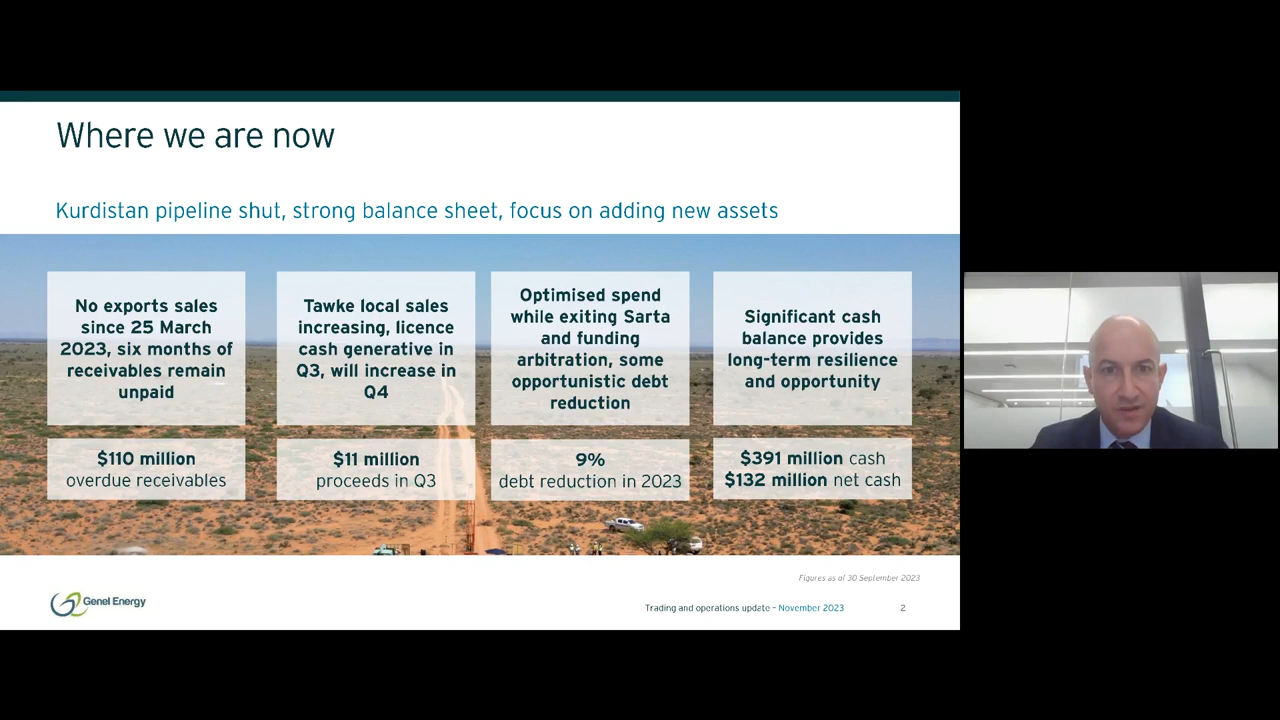 Where we are now
Kurdistan pipeline shut, strong balance sheet, focus on adding new assets
No exports sales
since 25 March
2023, six months of
receivables remain
unpaid
$110 million
overdue receivables
Tawke local sales
increasing, licence
cash generative in
Q3, will increase in
Q4
$11 million
proceeds in Q3
Optimised spend
while exiting Sarta
and funding
arbitration, some
opportunistic debt
reduction
9%
debt reduction in 2023
Significant cash
balance provides
long-term resilience
and opportunity
$391 million cash
$132 million net cash
Figures as at 30 September 2023
Genel Energy
Trading and operations update – November 2023
2